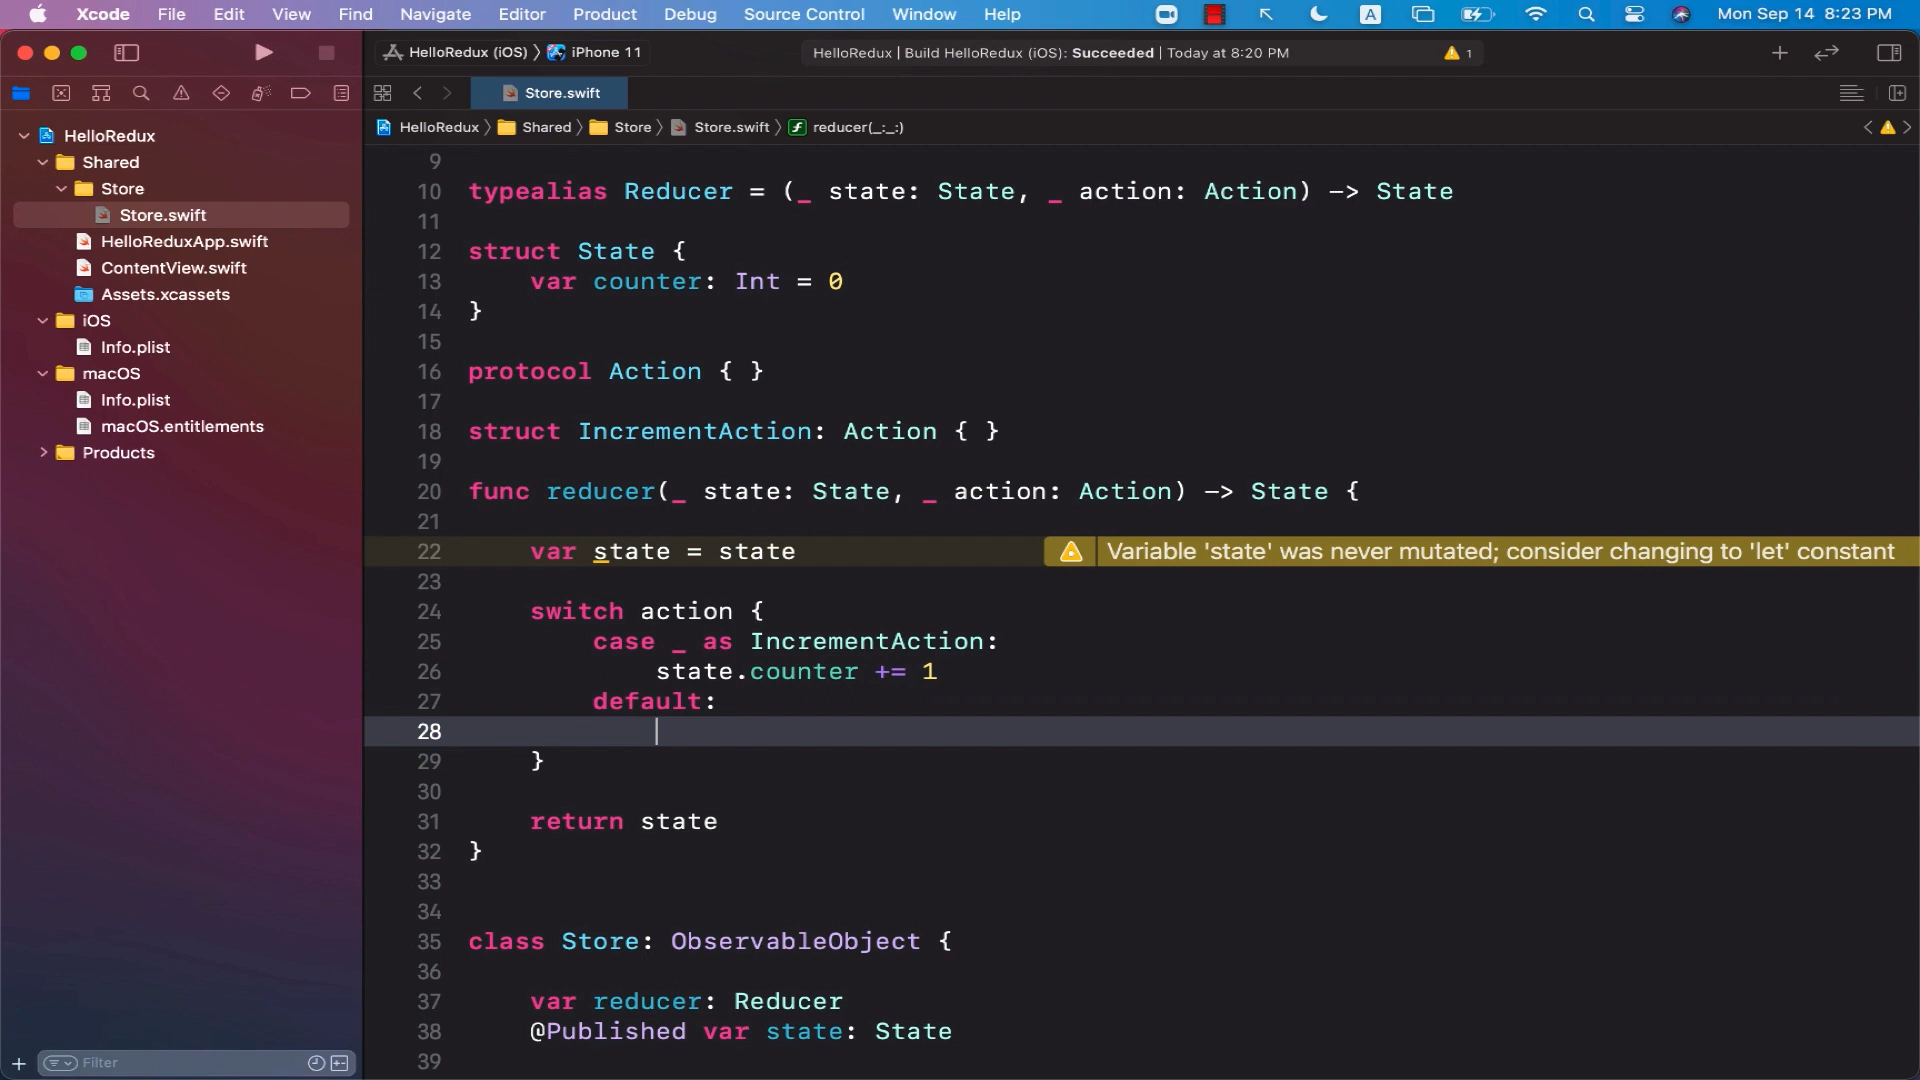 Xcode File Edit View Find Navigate Editor Product Debug Source Control Window Help A Mon Sep 14 8:23 PM
HelloRedux (iOS) iPhone 11 HelloRedux | Build HelloRedux (iOS): Succeeded | Today at 8:20 PM 1
Store.swift
HelloRedux Shared Store Store.swift reducer(_:_:)
HelloRedux
Shared
Store
Store.swift
HelloReduxApp.swift
ContentView.swift
Assets.xcassets
iOS
Info.plist
macOS
Info.plist
macOS.entitlements
Products
Filter
9
10 typealias Reducer = (_ state: State, _ action: Action) -> State
11
12 struct State {
13 var counter: Int = 0
14 }
15
16 protocol Action { }
17
18 struct IncrementAction: Action { }
19
20 func reducer(_ state: State, _ action: Action) -> State {
21
22 var state = state Variable 'state' was never mutated; consider changing to 'let' constant
23
24 switch action {
25 case _ as IncrementAction:
26 state.counter += 1
27 default:
28
29 }
30
31 return state
32 }
33
34
35 class Store: ObservableObject {
36
37 var reducer: Reducer
38 @Published var state: State
39